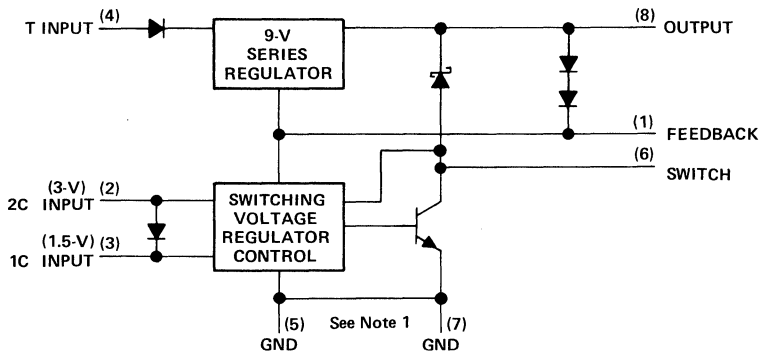 T INPUT (4)
9-V
SERIES
REGULATOR
(8) OUTPUT
(1) FEEDBACK
(6) SWITCH
2C (3-V) INPUT (2)
1C (1.5-V) INPUT (3)
SWITCHING
VOLTAGE
REGULATOR
CONTROL
(5) GND
See Note 1
(7) GND